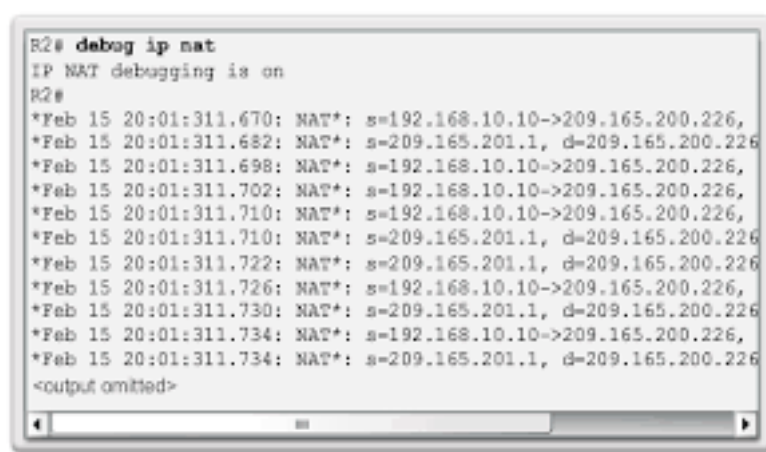 R2# debug ip nat
IP NAT debugging is on
R2#
*Feb 15 20:01:311.670: NAT*: s=192.168.10.10->209.165.200.226,
*Feb 15 20:01:311.682: NAT*: s=209.165.201.1, d=209.165.200.226
*Feb 15 20:01:311.698: NAT*: s=192.168.10.10->209.165.200.226,
*Feb 15 20:01:311.702: NAT*: s=192.168.10.10->209.165.200.226,
*Feb 15 20:01:311.710: NAT*: s=192.168.10.10->209.165.200.226,
*Feb 15 20:01:311.710: NAT*: s=209.165.201.1, d=209.165.200.226
*Feb 15 20:01:311.722: NAT*: s=209.165.201.1, d=209.165.200.226
*Feb 15 20:01:311.726: NAT*: s=192.168.10.10->209.165.200.226,
*Feb 15 20:01:311.730: NAT*: s=209.165.201.1, d=209.165.200.226
*Feb 15 20:01:311.734: NAT*: s=192.168.10.10->209.165.200.226,
*Feb 15 20:01:311.734: NAT*: s=209.165.201.1, d=209.165.200.226
<output omitted>